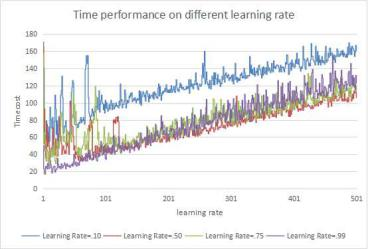 Time performance on different learning rate
180
160
140
120
100
80
60
40
20
0
Time cost
1 101 201 301 401 501
learning rate
Learning Rate=.10 Learning Rate=.50 Learning Rate=.75 Learning Rate=.99